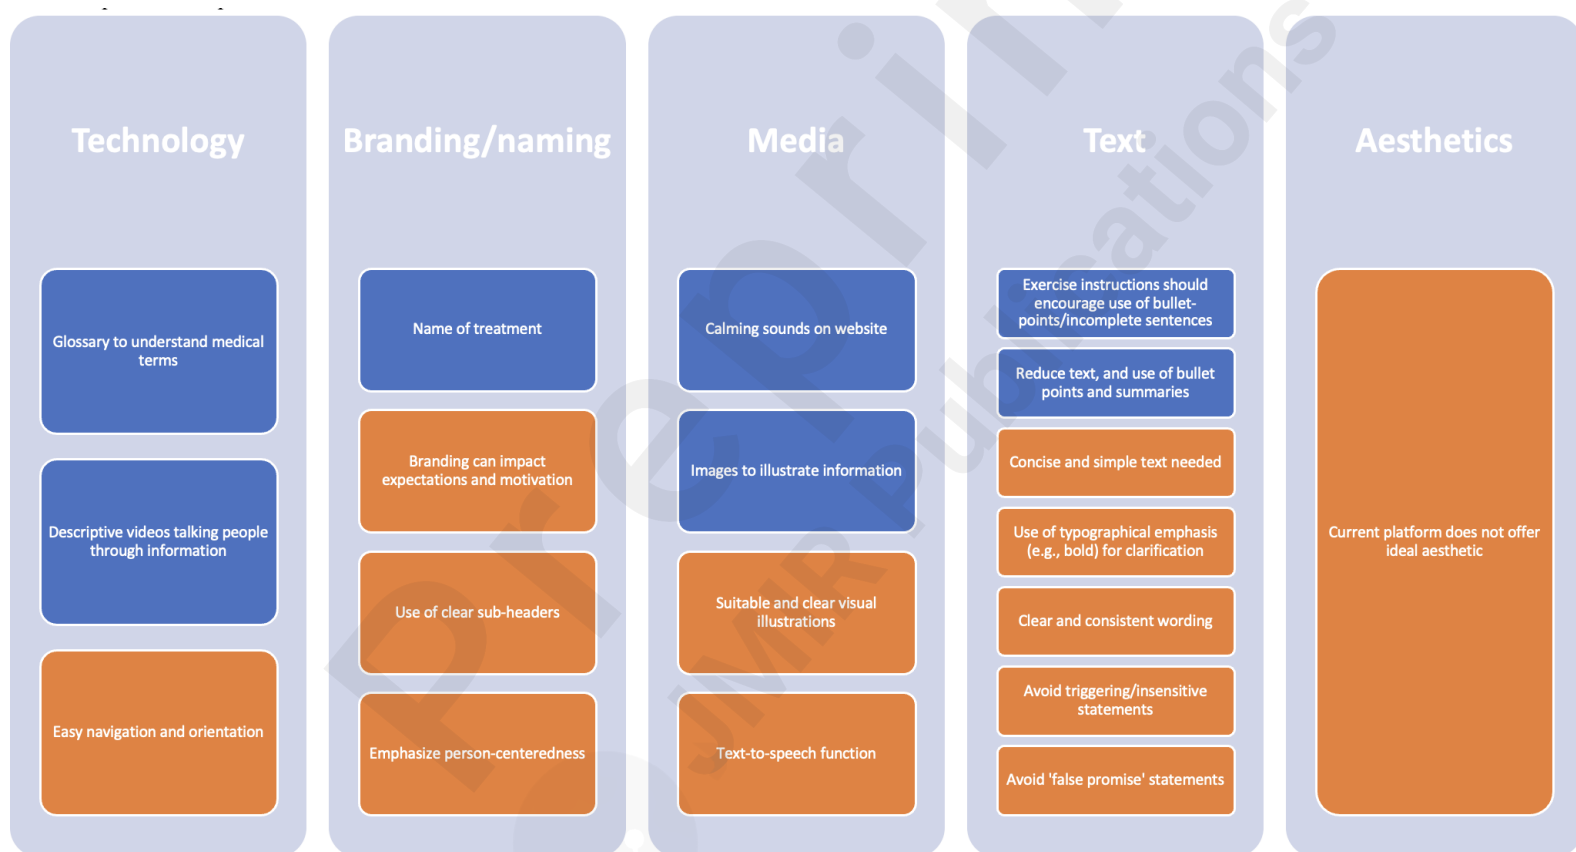 Technology
Glossary to understand medical
terms
Descriptive videos talking people
through information
Easy navigation and orientation
Branding/naming
Name of treatment
Branding can impact
expectations and motivation
Use of clear sub-headers
Emphasize person-centeredness
Media
Calming sounds on website
Images to illustrate information
Suitable and clear visual
illustrations
Text-to-speech function
Text
Exercise instructions should
encourage use of bullet-
points/incomplete sentences
Reduce text, and use of bullet
points and summaries
Concise and simple text needed
Use of typographical emphasis
(e.g., bold) for clarification
Clear and consistent wording
Avoid triggering/insensitive
statements
Avoid 'false promise' statements
Aesthetics
Current platform does not offer
ideal aesthetic
Preprin
JMIR Publications